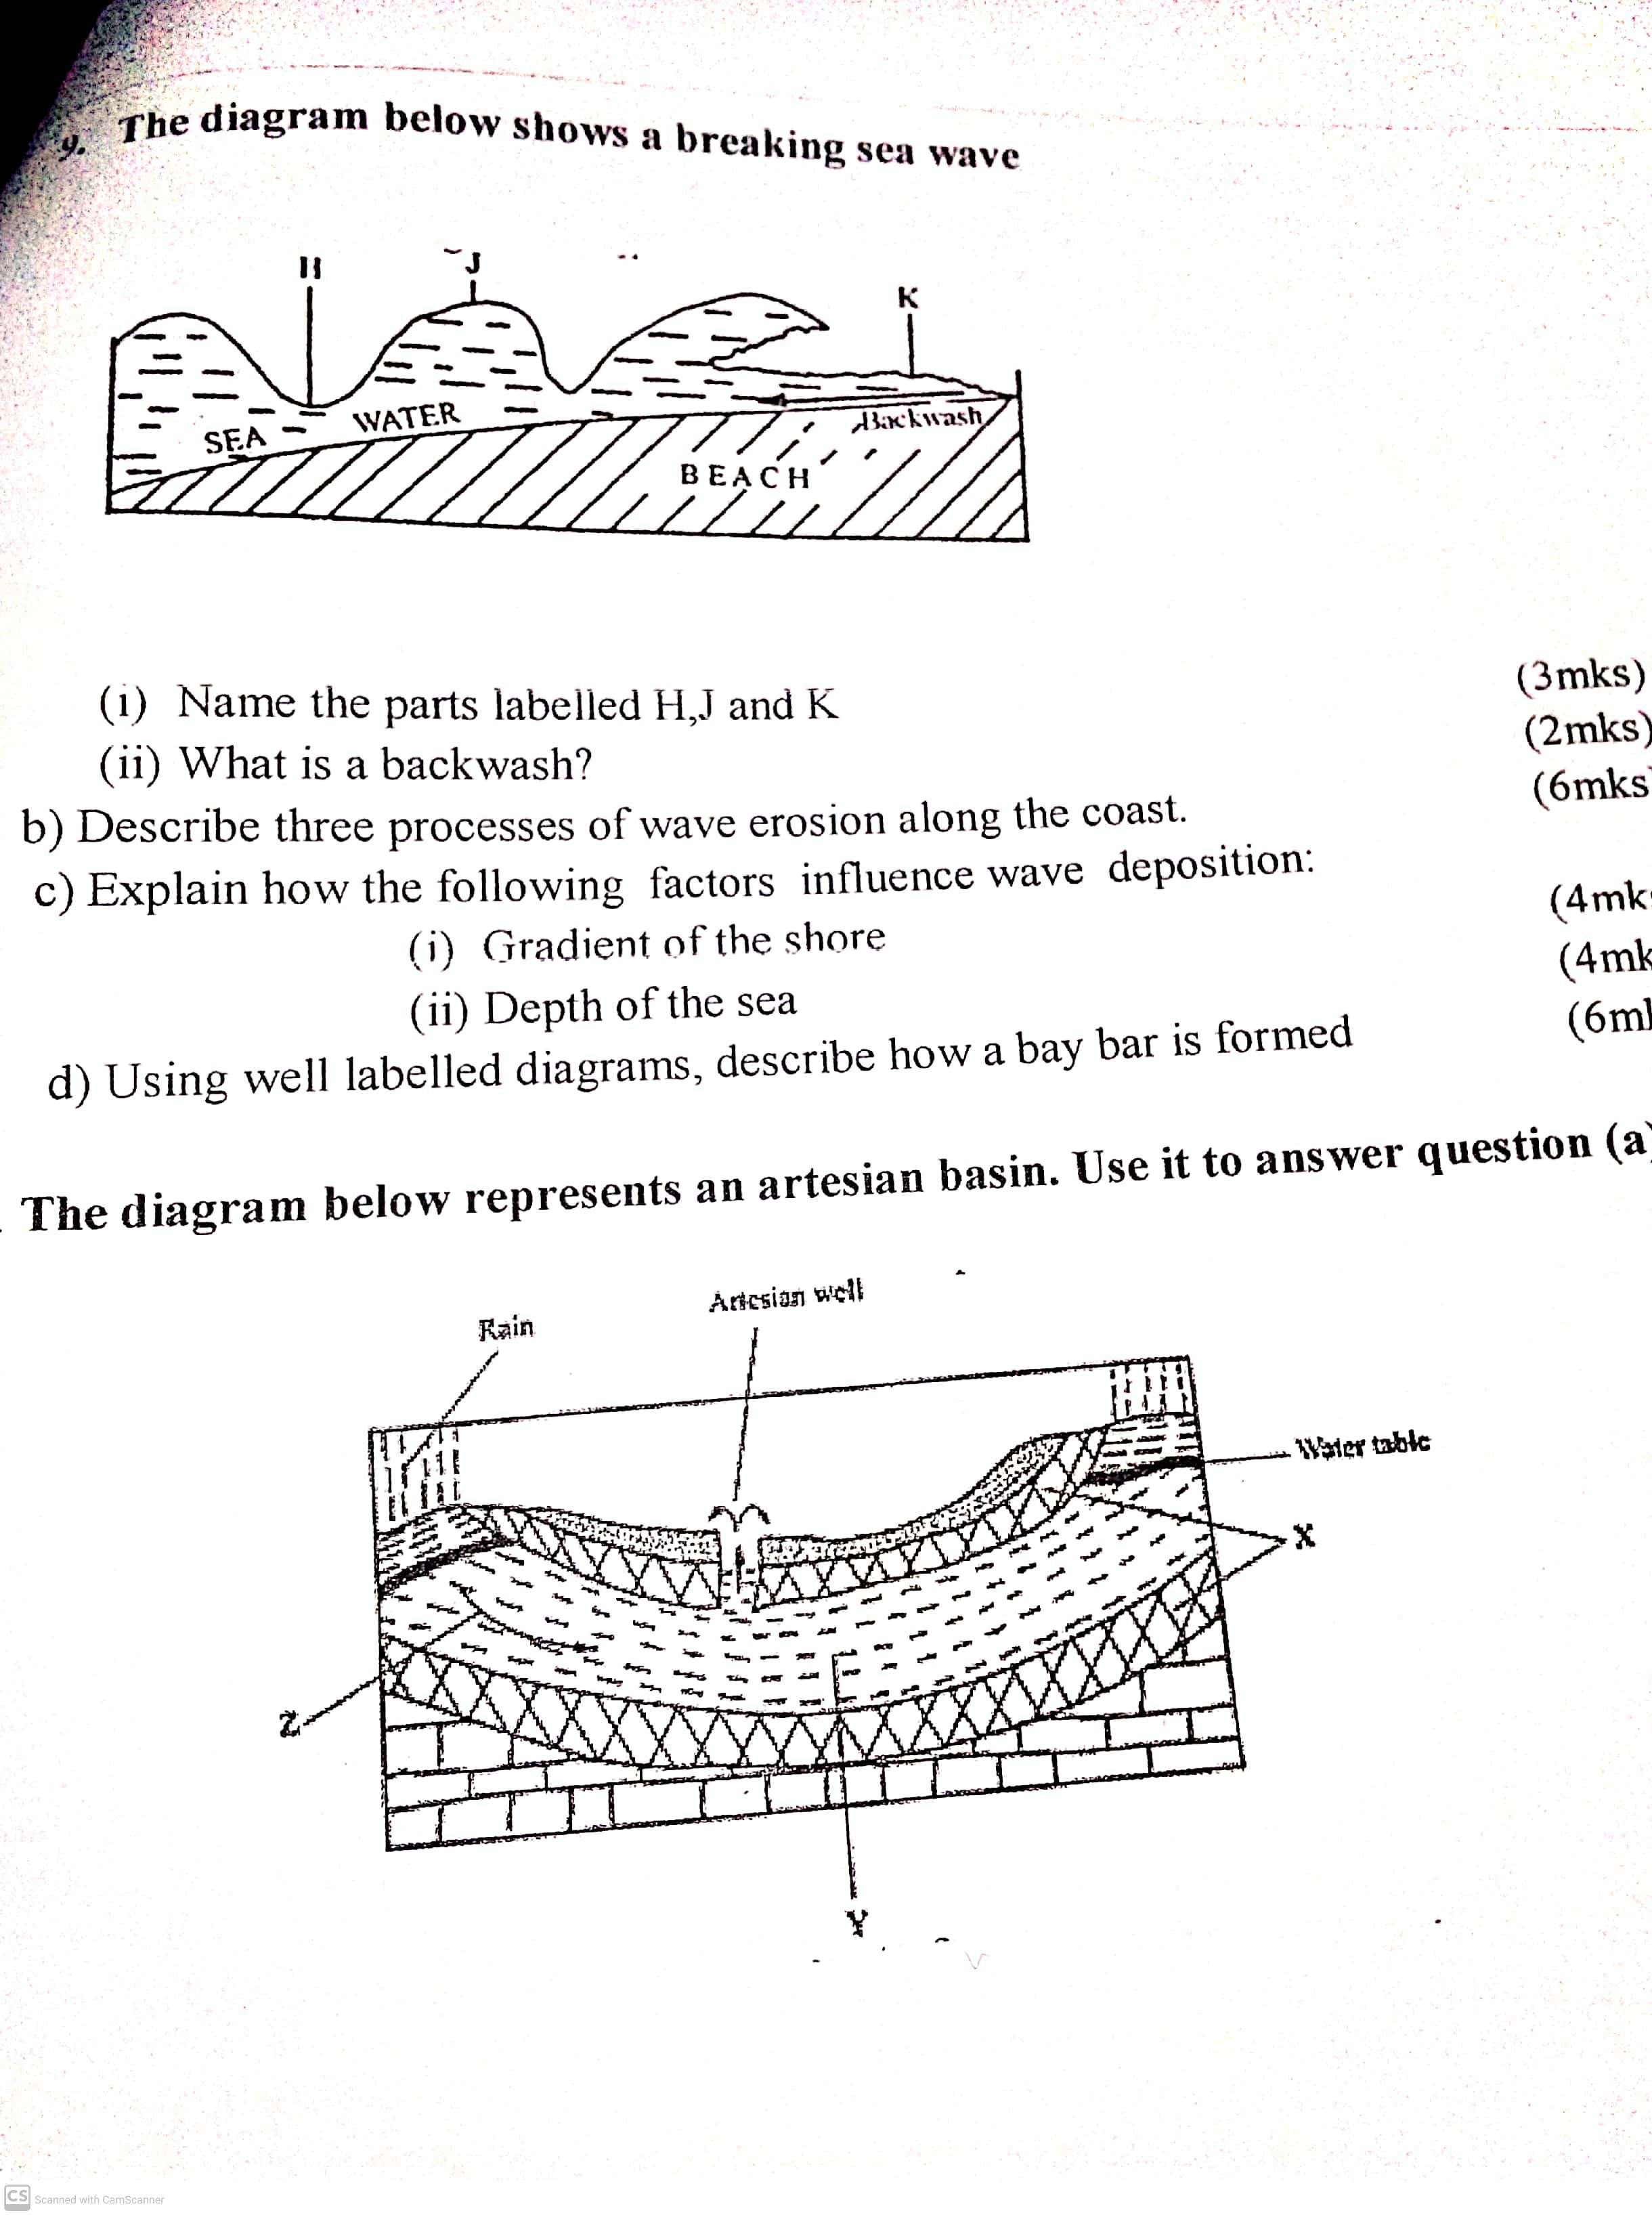 9. The diagram below shows a breaking sea wave
H
J
K
SEA WATER
Backwash
BEACH
(i) Name the parts labelled H,J and K (3mks)
(ii) What is a backwash? (2mks)
b) Describe three processes of wave erosion along the coast. (6mks
c) Explain how the following factors influence wave deposition:
(i) Gradient of the shore (4mk
(ii) Depth of the sea (4mk
d) Using well labelled diagrams, describe how a bay bar is formed (6m
The diagram below represents an artesian basin. Use it to answer question (a)
Rain
Artesian well
Water table
X
Z
Y
CS Scanned with CamScanner